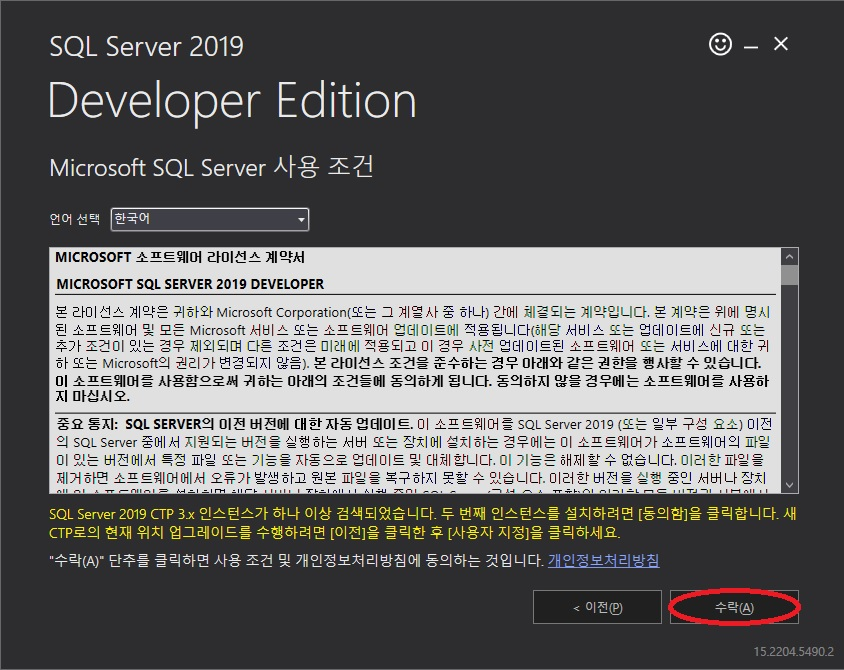 SQL Server 2019
Developer Edition
Microsoft SQL Server 사용 조건
언어 선택 한국어
MICROSOFT 소프트웨어 라이선스 계약서
MICROSOFT SQL SERVER 2019 DEVELOPER
본 라이선스 계약은 귀하와 Microsoft Corporation(또는 그 계열사 중 하나) 간에 체결되는 계약입니다. 본 계약은 위에 명시
된 소프트웨어 및 모든 Microsoft 서비스 또는 소프트웨어 업데이트에 적용됩니다(해당 서비스 또는 업데이트에 신규 또는
추가 조건이 있는 경우 제외되며 다른 조건은 미래에 적용되고 이 경우 사전 업데이트된 소프트웨어 또는 서비스에 대한 귀
하 또는 Microsoft의 권리가 변경되지 않음). 본 라이선스 조건을 준수하는 경우 아래와 같은 권한을 행사할 수 있습니다.
이 소프트웨어를 사용함으로써 귀하는 아래의 조건들에 동의하게 됩니다. 동의하지 않을 경우에는 소프트웨어를 사용하
지 마십시오.
중요 통지: SQL SERVER의 이전 버전에 대한 자동 업데이트. 이 소프트웨어를 SQL Server 2019 (또는 일부 구성 요소) 이전
의 SQL Server 중에서 지원되는 버전을 실행하는 서버 또는 장치에 설치하는 경우에는 이 소프트웨어가 소프트웨어의 파일
이 있는 버전에서 특정 파일 또는 기능을 자동으로 업데이트 및 대체합니다. 이 기능은 해제할 수 없습니다. 이러한 파일을
제거하면 소프트웨어에서 오류가 발생하고 원본 파일을 복구하지 못할 수 있습니다. 이러한 버전을 실행 중인 서버나 장치
SQL Server 2019 CTP 3.x 인스턴스가 하나 이상 검색되었습니다. 두 번째 인스턴스를 설치하려면 [동의함]을 클릭합니다. 새
CTP로의 현재 위치 업그레이드를 수행하려면 [이전]을 클릭한 후 [사용자 지정]을 클릭하세요.
"수락(A)" 단추를 클릭하면 사용 조건 및 개인정보처리방침에 동의하는 것입니다. 개인정보처리방침
< 이전(P) 수락(A)
15.2204.5490.2